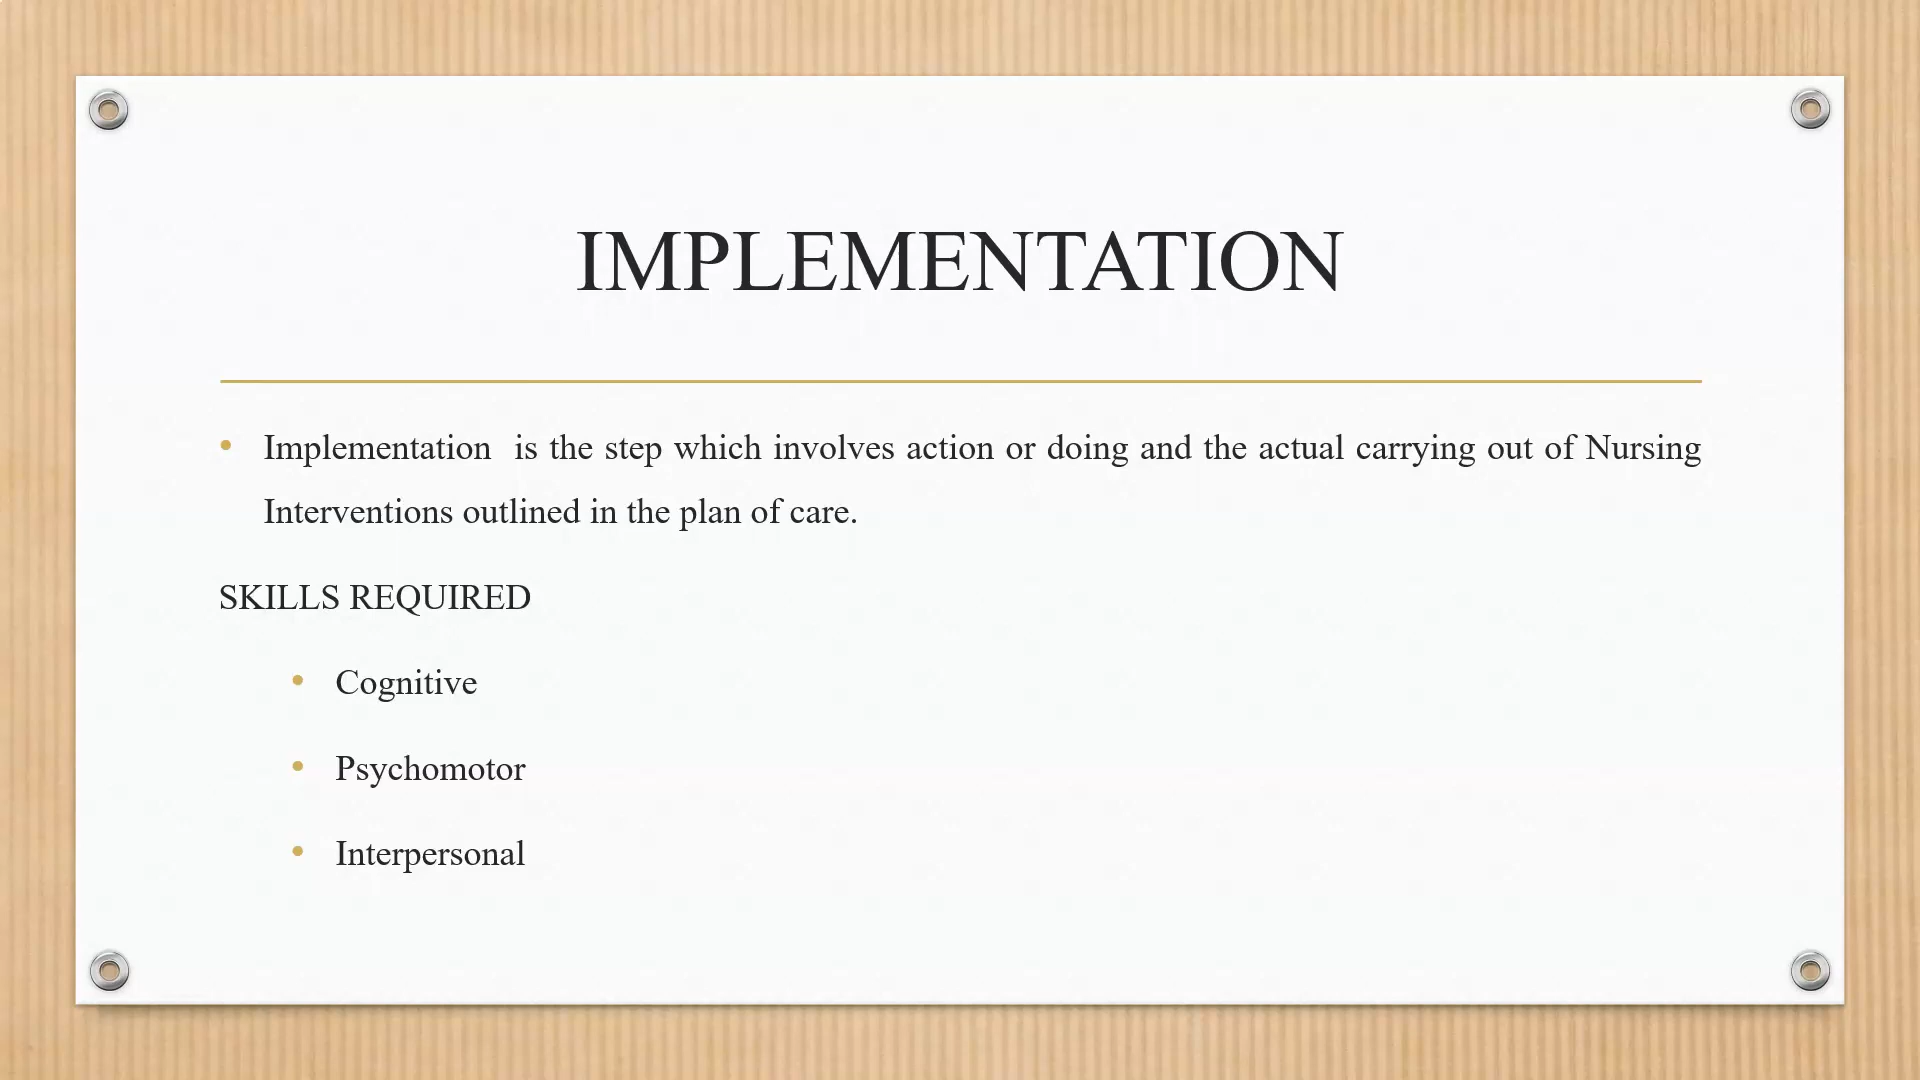 IMPLEMENTATION
• Implementation is the step which involves action or doing and the actual carrying out of Nursing
Interventions outlined in the plan of care.
SKILLS REQUIRED
• Cognitive
• Psychomotor
• Interpersonal